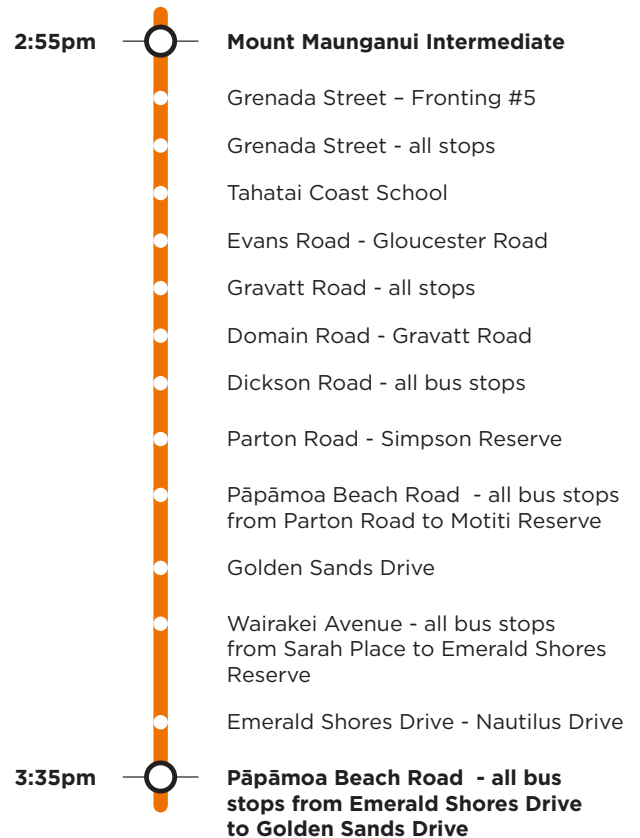 2:55pm Mount Maunganui Intermediate
Grenada Street – Fronting #5
Grenada Street - all stops
Tahatai Coast School
Evans Road - Gloucester Road
Gravatt Road - all stops
Domain Road - Gravatt Road
Dickson Road - all bus stops
Parton Road - Simpson Reserve
Pāpāmoa Beach Road - all bus stops
from Parton Road to Motiti Reserve
Golden Sands Drive
Wairakei Avenue - all bus stops
from Sarah Place to Emerald Shores
Reserve
Emerald Shores Drive - Nautilus Drive
3:35pm Pāpāmoa Beach Road - all bus
stops from Emerald Shores Drive
to Golden Sands Drive